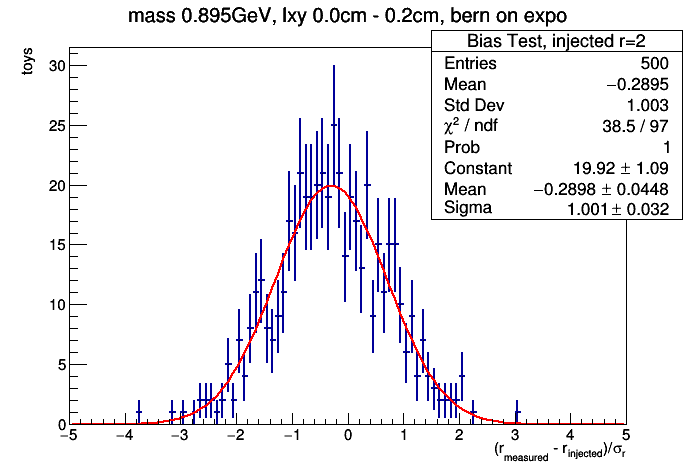 mass 0.895GeV, lxy 0.0cm - 0.2cm, bern on expo
Bias Test, injected r=2
Entries 500
Mean −0.2895
Std Dev 1.003
χ² / ndf 38.5 / 97
Prob 1
Constant 19.92 ± 1.09
Mean −0.2898 ± 0.0448
Sigma 1.001 ± 0.032
toys
30
25
20
15
10
5
0
−5 −4 −3 −2 −1 0 1 2 3 4 5
(r_measured - r_injected)/σ_r